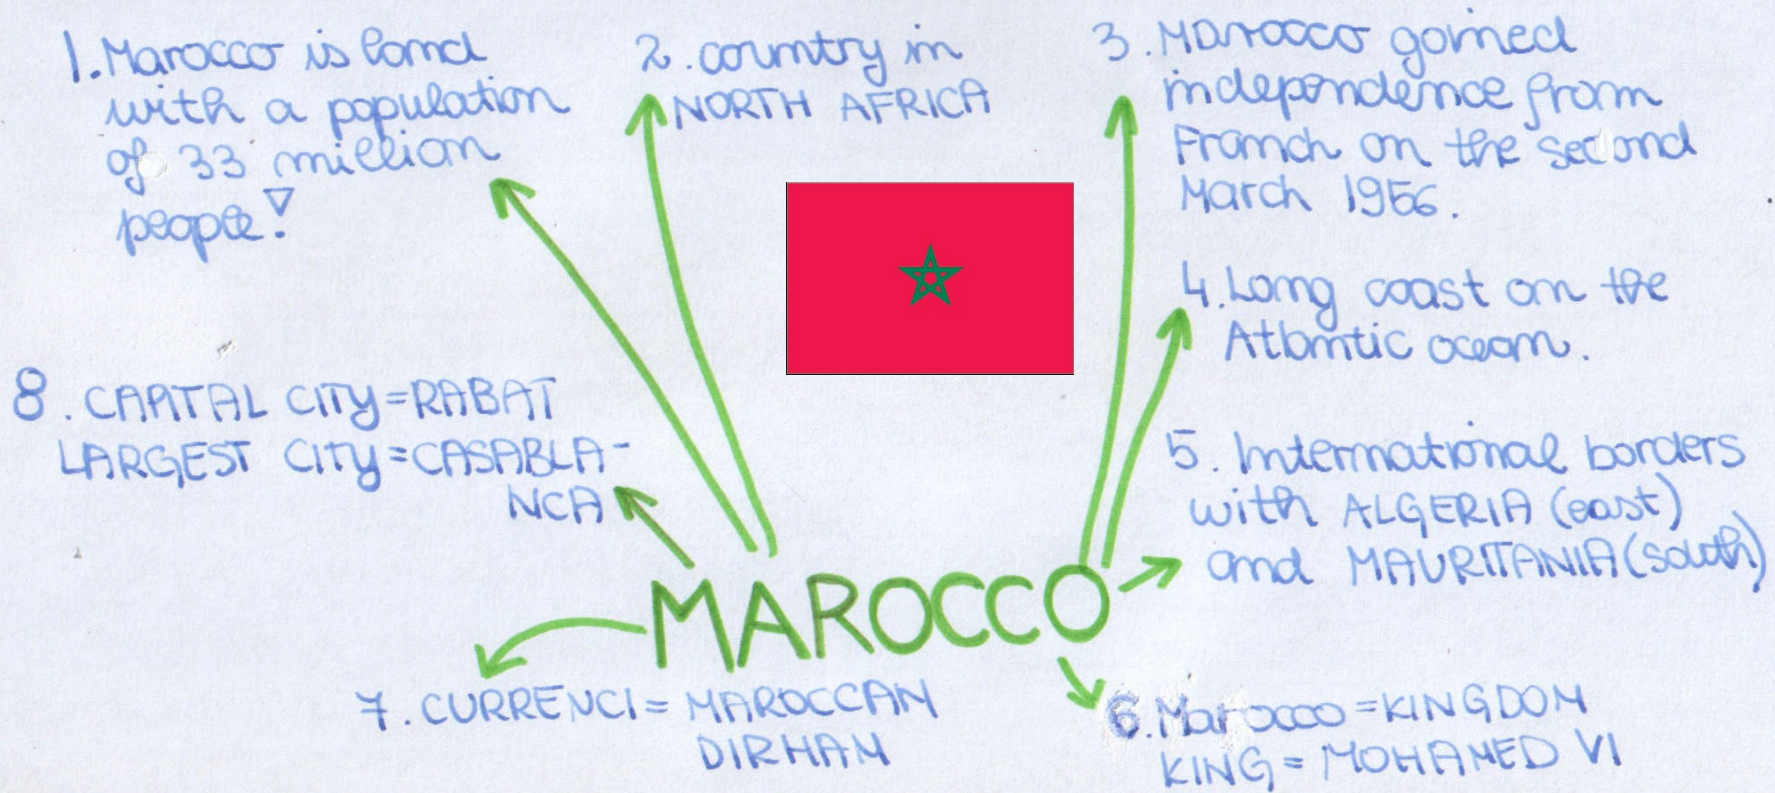 1. Marocco is land
with a population
of 33 million
people!
2. country in
NORTH AFRICA
3. Marocco gained
independence from
Franch on the second
March 1956.
4. Long coast on the
Atlantic ocean.
5. International borders
with ALGERIA (east)
and MAURITANIA (south)
6. Marocco = KINGDOM
KING = MOHAMED VI
7. CURRENCI = MAROCCAN
DIRHAM
8. CAPITAL CITY = RABAT
LARGEST CITY = CASABLA-
NCA
MAROCCO